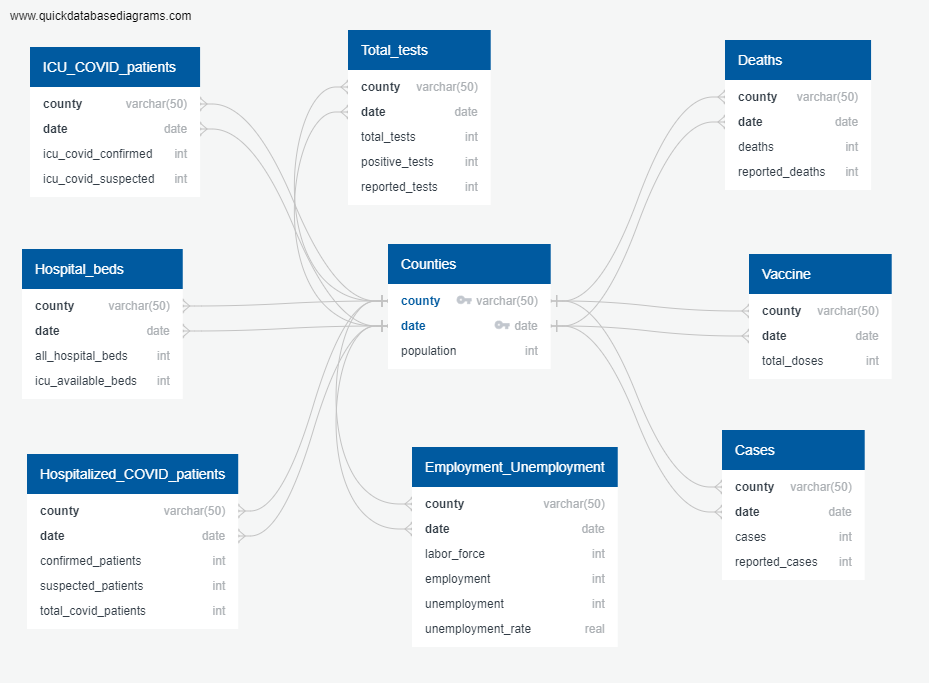 www.quickdatabasediagrams.com
ICU_COVID_patients
county varchar(50)
date date
icu_covid_confirmed int
icu_covid_suspected int
Total_tests
county varchar(50)
date date
total_tests int
positive_tests int
reported_tests int
Deaths
county varchar(50)
date date
deaths int
reported_deaths int
Hospital_beds
county varchar(50)
date date
all_hospital_beds int
icu_available_beds int
Counties
county varchar(50)
date date
population int
Vaccine
county varchar(50)
date date
total_doses int
Hospitalized_COVID_patients
county varchar(50)
date date
confirmed_patients int
suspected_patients int
total_covid_patients int
Employment_Unemployment
county varchar(50)
date date
labor_force int
employment int
unemployment int
unemployment_rate real
Cases
county varchar(50)
date date
cases int
reported_cases int